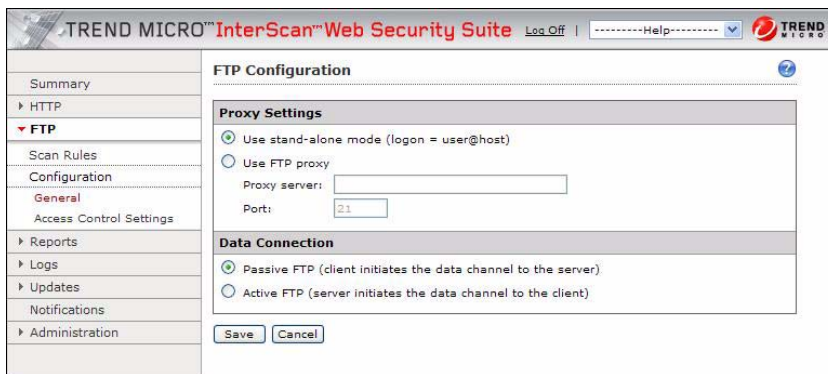 TREND MICRO™ InterScan™ Web Security Suite Log Off | ---------Help--------- TREND MICRO
Summary
HTTP
FTP
Scan Rules
Configuration
General
Access Control Settings
Reports
Logs
Updates
Notifications
Administration
FTP Configuration
Proxy Settings
Use stand-alone mode (logon = user@host)
Use FTP proxy
Proxy server:
Port: 21
Data Connection
Passive FTP (client initiates the data channel to the server)
Active FTP (server initiates the data channel to the client)
Save Cancel